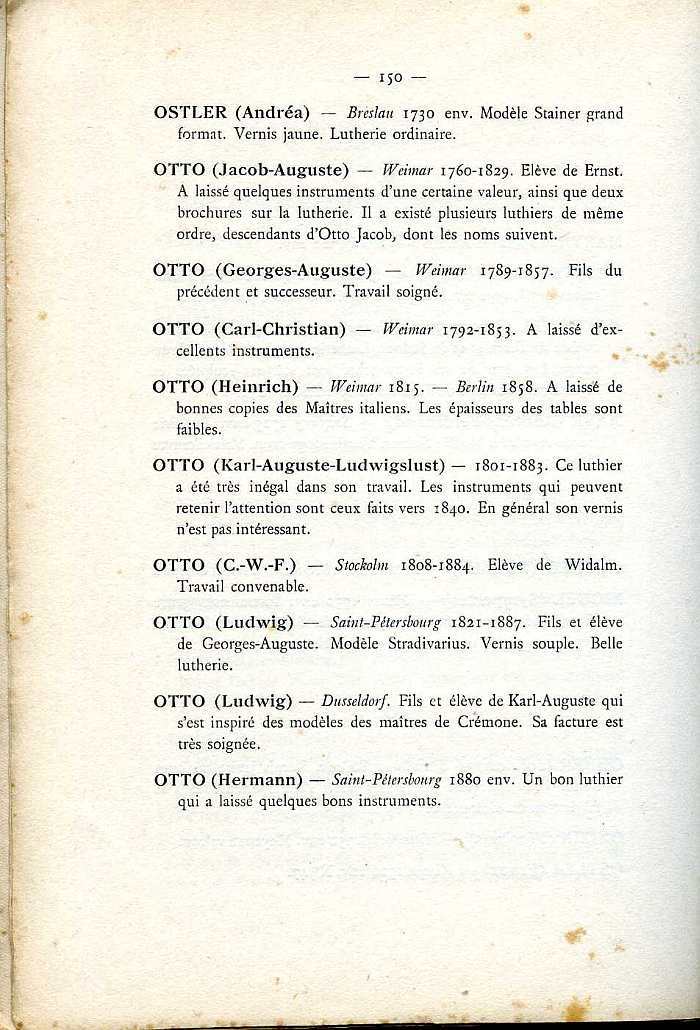 — 150 —
OSTLER (Andréa) — Breslau 1730 env. Modèle Stainer grand
format. Vernis jaune. Lutherie ordinaire.
OTTO (Jacob-Auguste) — Weimar 1760-1829. Elève de Ernst.
A laissé quelques instruments d'une certaine valeur, ainsi que deux
brochures sur la lutherie. Il a existé plusieurs luthiers de même
ordre, descendants d'Otto Jacob, dont les noms suivent.
OTTO (Georges-Auguste) — Weimar 1789-1857. Fils du
précédent et successeur. Travail soigné.
OTTO (Carl-Christian) — Weimar 1792-1853. A laissé d'ex-
cellents instruments.
OTTO (Heinrich) — Weimar 1815. — Berlin 1858. A laissé de
bonnes copies des Maîtres italiens. Les épaisseurs des tables sont
faibles.
OTTO (Karl-Auguste-Ludwigslust) — 1801-1883. Ce luthier
a été très inégal dans son travail. Les instruments qui peuvent
retenir l'attention sont ceux faits vers 1840. En général son vernis
n'est pas intéressant.
OTTO (C.-W.-F.) — Stockolm 1808-1884. Elève de Widalm.
Travail convenable.
OTTO (Ludwig) — Saint-Pétersbourg 1821-1887. Fils et élève
de Georges-Auguste. Modèle Stradivarius. Vernis souple. Belle
lutherie.
OTTO (Ludwig) — Dusseldorf. Fils et élève de Karl-Auguste qui
s'est inspiré des modèles des maîtres de Crémone. Sa facture est
très soignée.
OTTO (Hermann) — Saint-Pétersbourg 1880 env. Un bon luthier
qui a laissé quelques bons instruments.